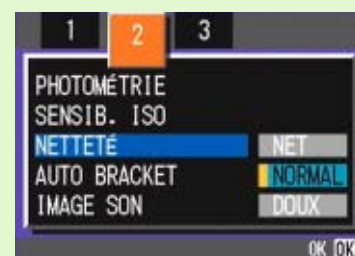 1 2 3
PHOTOMÉTRIE
SENSIB. ISO
NETTETÉ NET
AUTO BRACKET NORMAL
IMAGE SON DOUX
OK OK